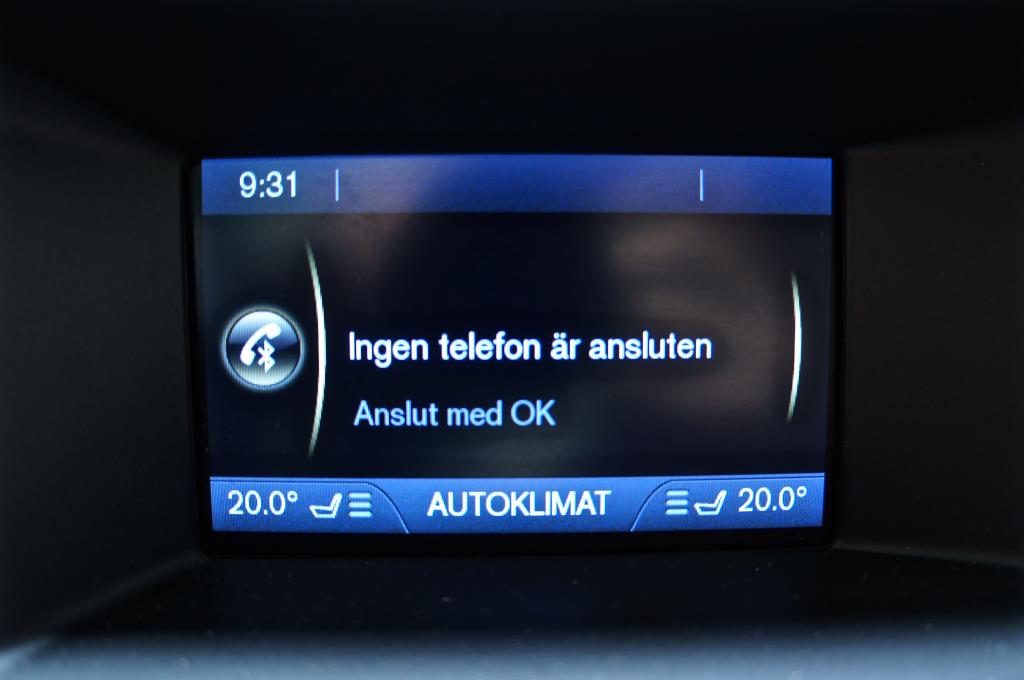 9:31
Ingen telefon är ansluten
Anslut med OK
20.0° AUTOKLIMAT 20.0°